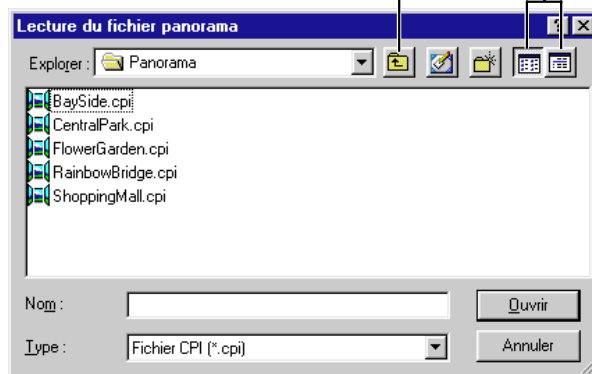 Lecture du fichier panorama
Explorer : Panorama
BaySide.cpi
CentralPark.cpi
FlowerGarden.cpi
RainbowBridge.cpi
ShoppingMall.cpi
Nom : Ouvrir
Type : Fichier CPI (*.cpi) Annuler